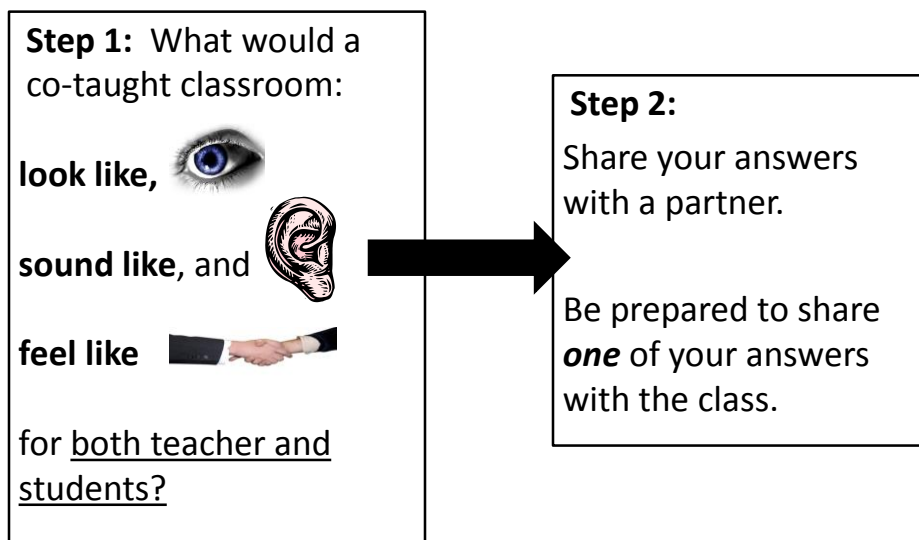 Step 1: What would a
co-taught classroom:
look like,
sound like, and
feel like
for both teacher and
students?
Step 2:
Share your answers
with a partner.
Be prepared to share
one of your answers
with the class.